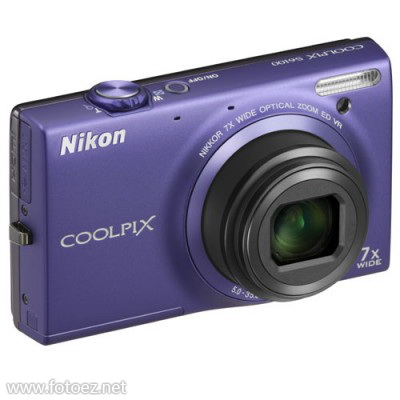 COOLPIX S6100
ON/OFF
W
T
Nikon
NIKKOR 7X WIDE OPTICAL ZOOM ED VR
COOLPIX
7x
WIDE
www.fotoez.net